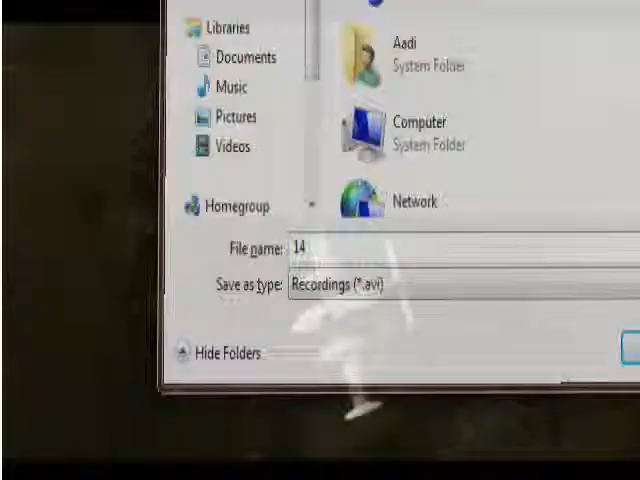 Libraries
Documents
Music
Pictures
Videos
Homegroup
Aadi
System Folder
Computer
System Folder
Network
File name: 14
Save as type: Recordings (*.avi)
Hide Folders